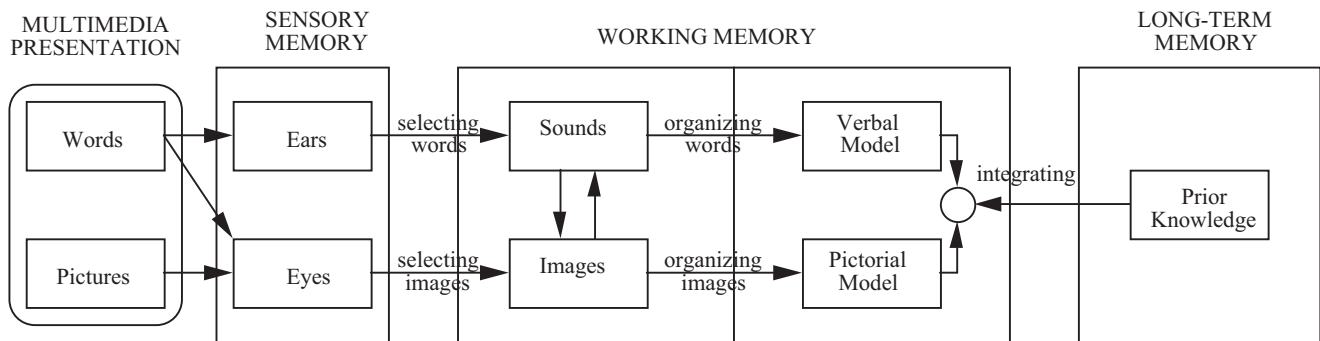 MULTIMEDIA
PRESENTATION
SENSORY
MEMORY
WORKING MEMORY
LONG-TERM
MEMORY
Words
Ears
selecting
words
Sounds
organizing
words
Verbal
Model
integrating
Prior
Knowledge
Pictures
Eyes
selecting
images
Images
organizing
images
Pictorial
Model